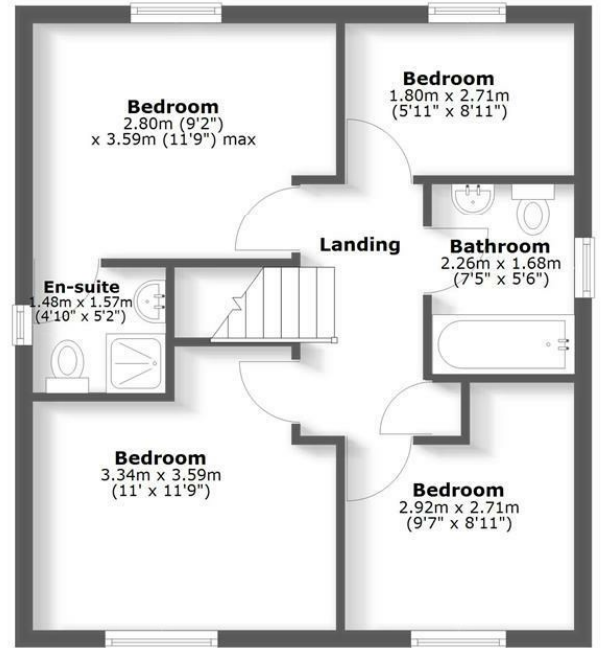 Bedroom
2.80m (9'2")
x 3.59m (11'9") max
Bedroom
1.80m x 2.71m
(5'11" x 8'11")
Landing
Bathroom
2.26m x 1.68m
(7'5" x 5'6")
En-suite
1.48m x 1.57m
(4'10" x 5'2")
Bedroom
3.34m x 3.59m
(11' x 11'9")
Bedroom
2.92m x 2.71m
(9'7" x 8'11")